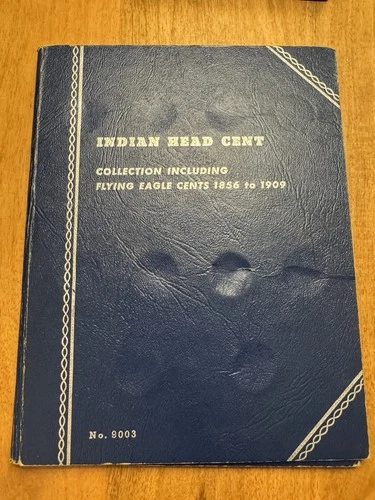 INDIAN HEAD CENT
COLLECTION INCLUDING
FLYING EAGLE CENTS 1856 to 1909
No. 9003